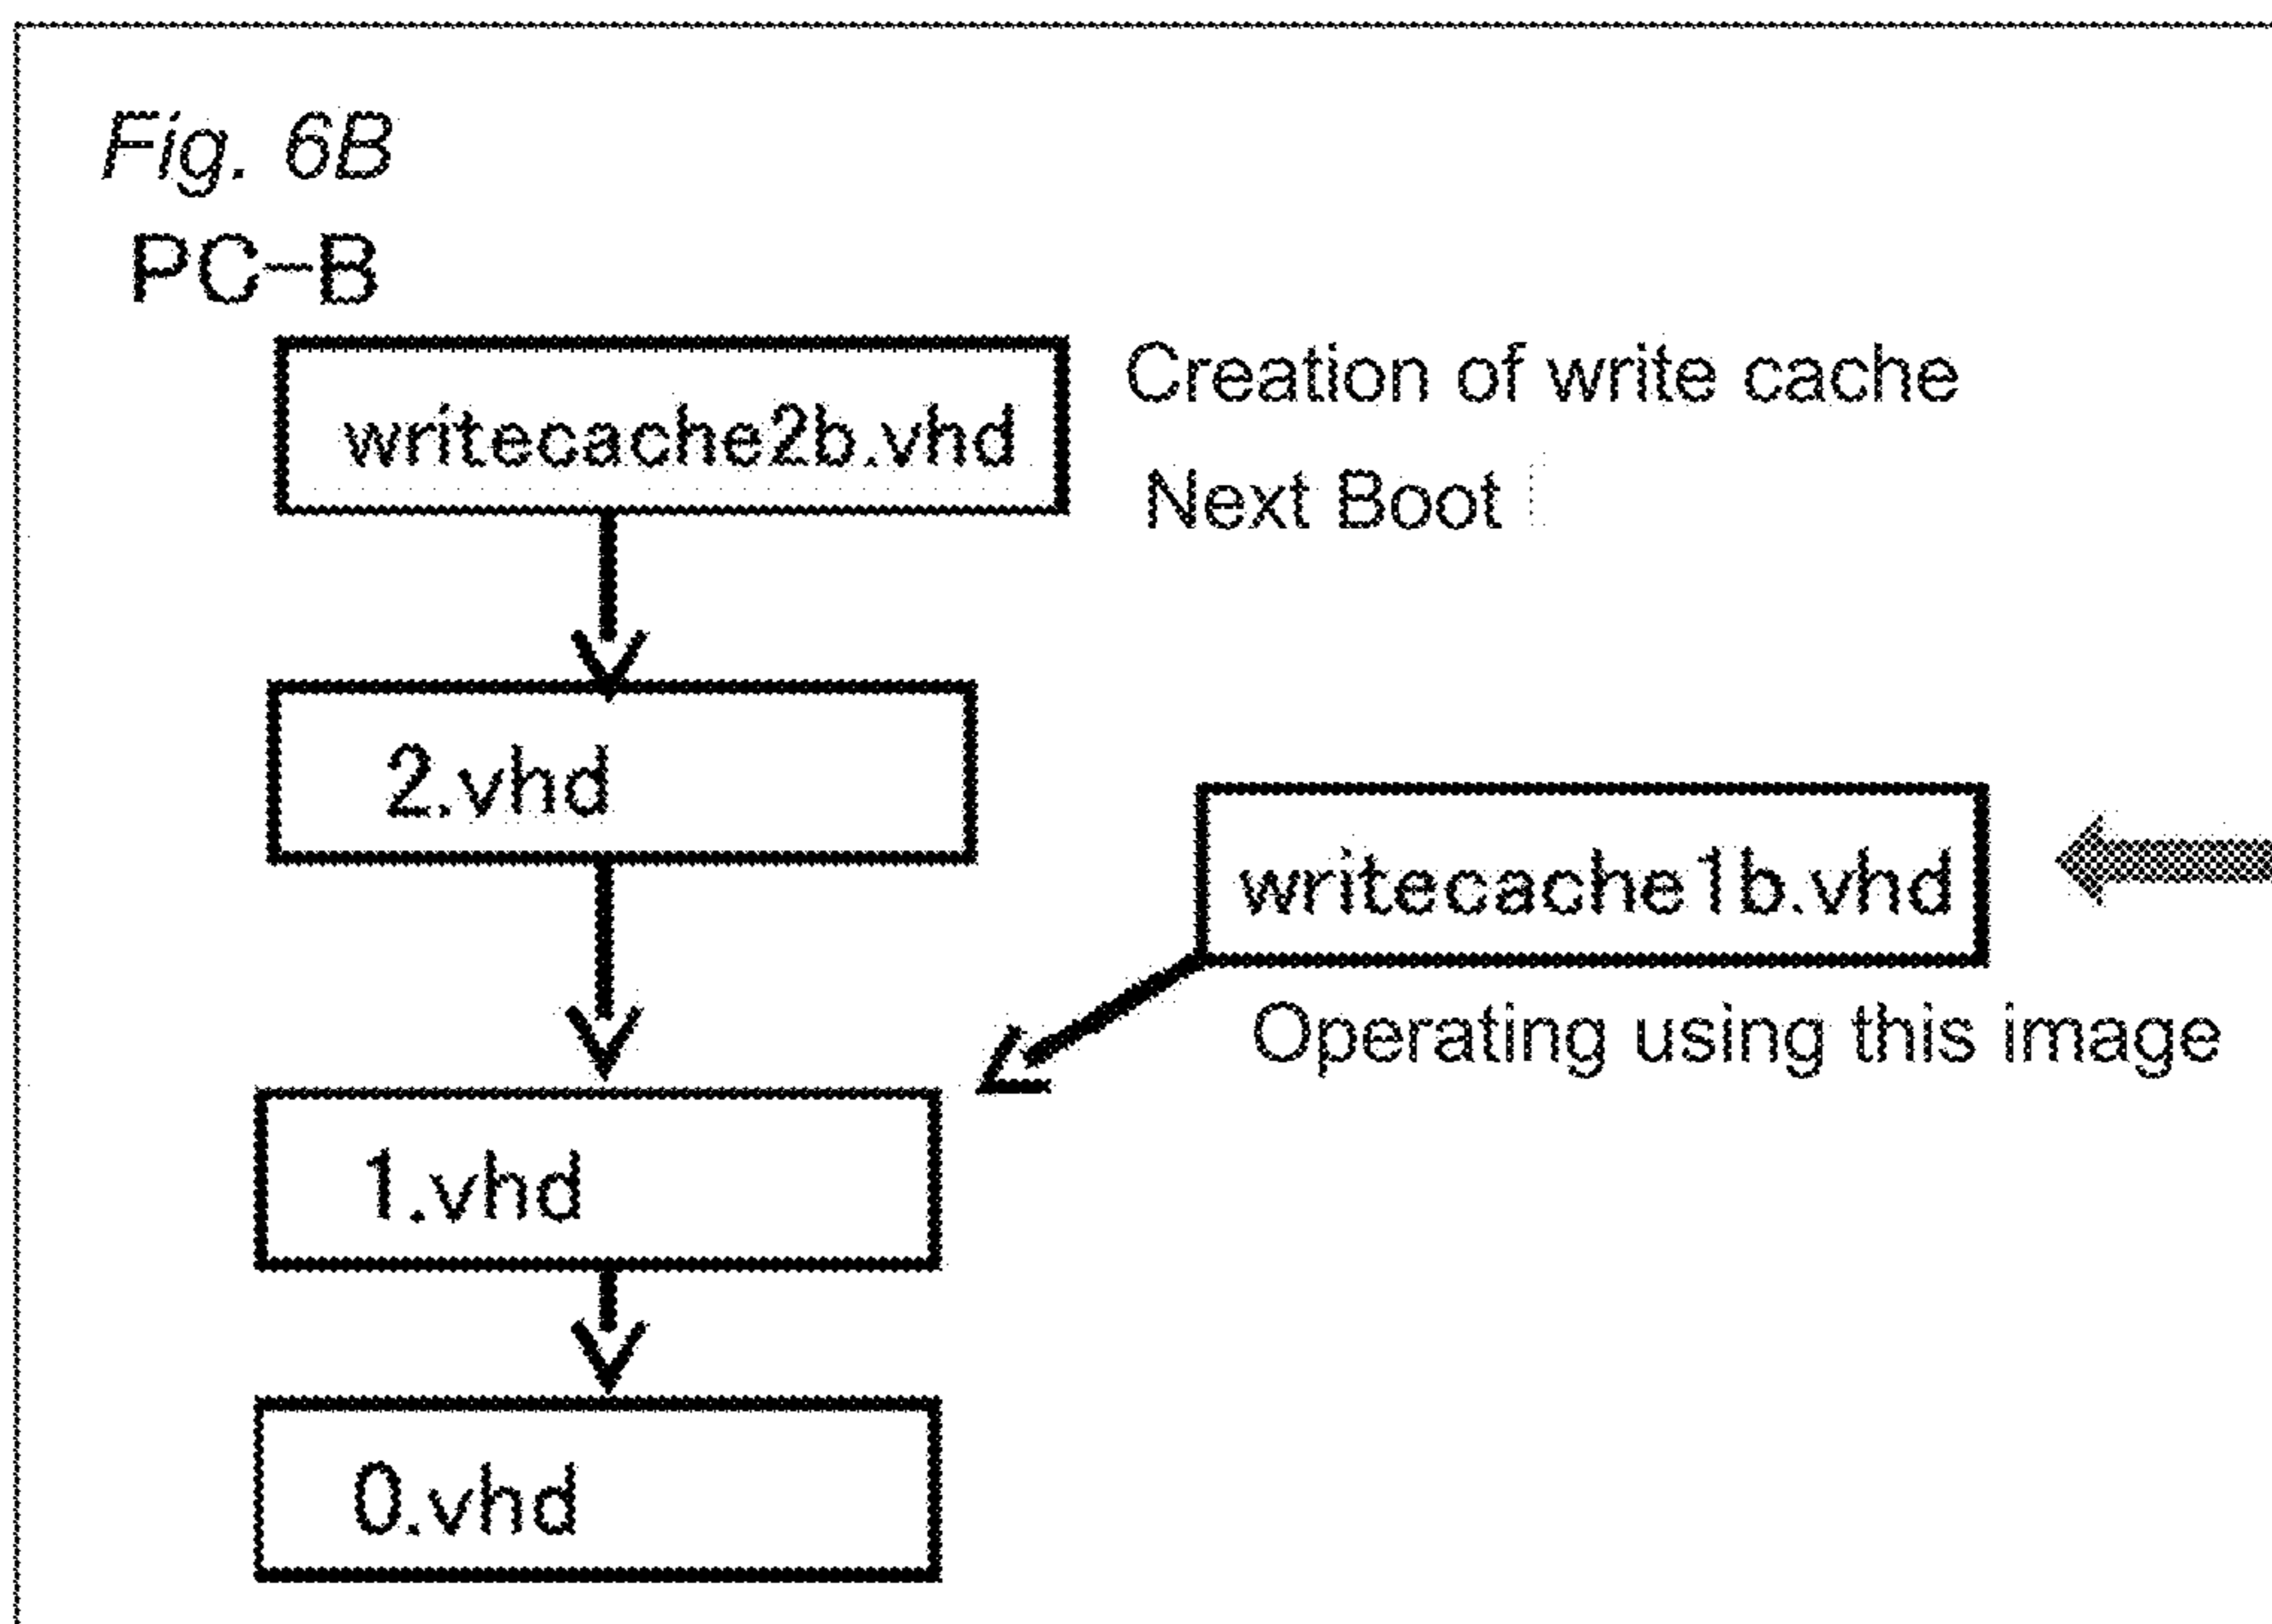 Fig. 6B
PC-B
writecache2b.vhd
Creation of write cache
Next Boot
2.vhd
writecache1b.vhd
Operating using this image
1.vhd
0.vhd